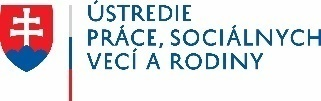 ÚSTREDIE
PRÁCE, SOCIÁLNYCH
VECÍ A RODINY